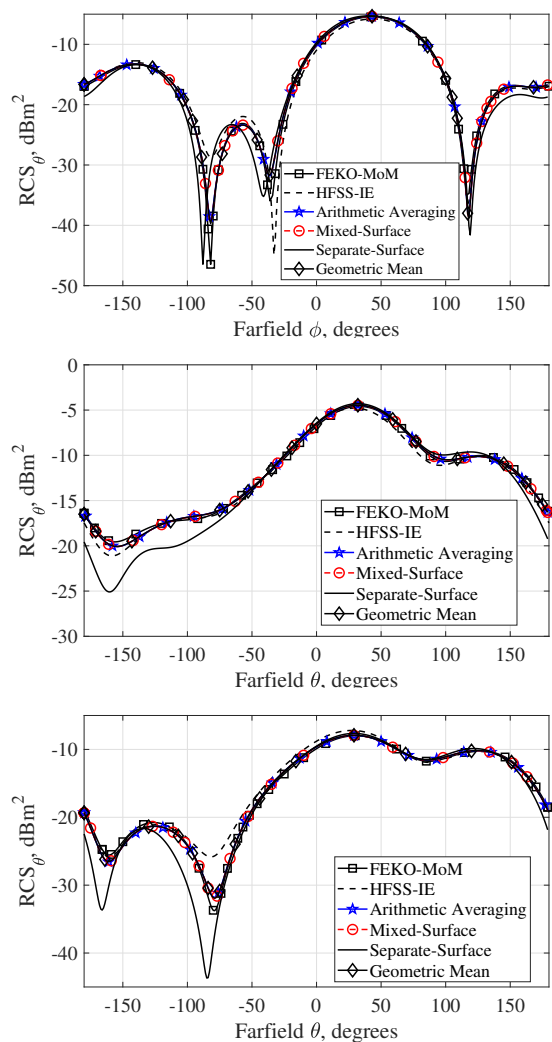 -10
-20
-30
-40
-50
RCS_θ, dBm²
-150 -100 -50 0 50 100 150
Farfield ϕ, degrees
FEKO-MoM
HFSS-IE
Arithmetic Averaging
Mixed-Surface
Separate-Surface
Geometric Mean
0
-5
-10
-15
-20
-25
-30
RCS_θ, dBm²
-150 -100 -50 0 50 100 150
Farfield θ, degrees
FEKO-MoM
HFSS-IE
Arithmetic Averaging
Mixed-Surface
Separate-Surface
Geometric Mean
-10
-20
-30
-40
RCS_θ, dBm²
-150 -100 -50 0 50 100 150
Farfield θ, degrees
FEKO-MoM
HFSS-IE
Arithmetic Averaging
Mixed-Surface
Separate-Surface
Geometric Mean